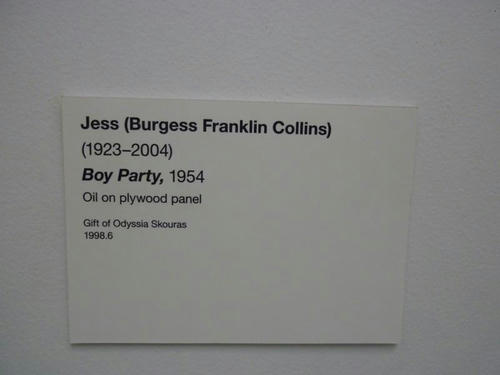 Jess (Burgess Franklin Collins)
(1923–2004)
Boy Party, 1954
Oil on plywood panel
Gift of Odyssia Skouras
1998.6